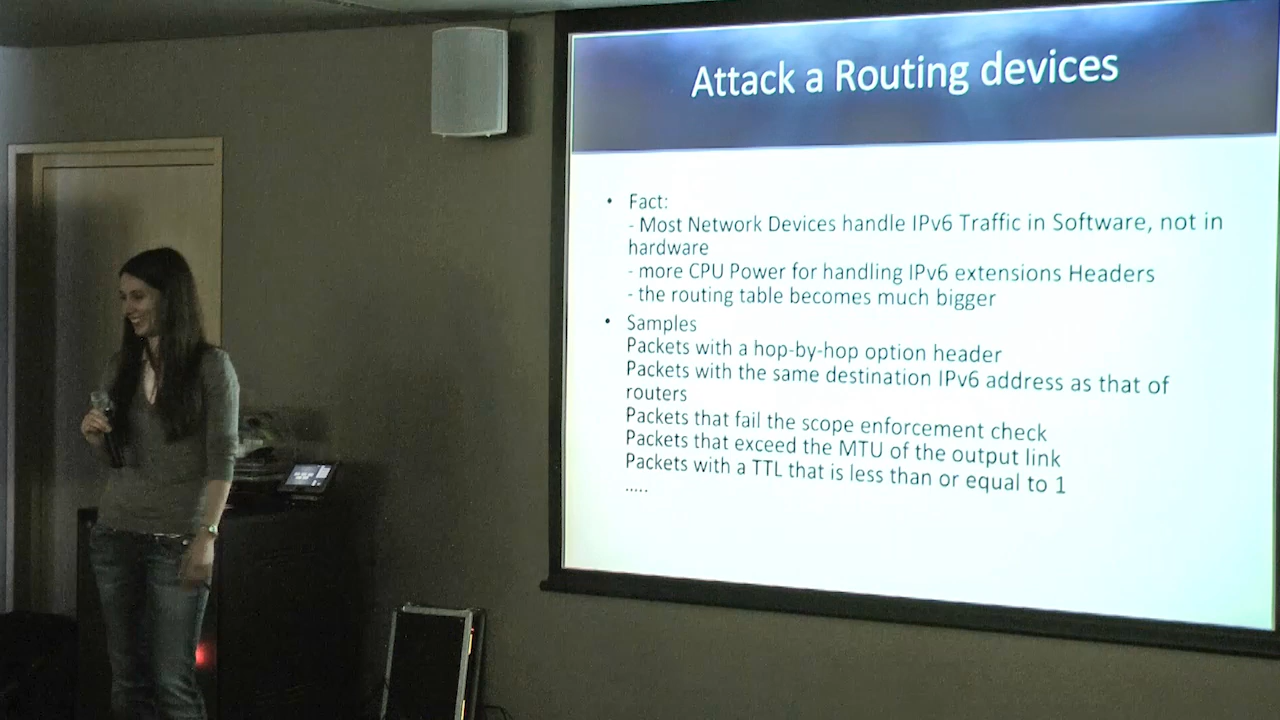 Attack a Routing devices
• Fact:
- Most Network Devices handle IPv6 Traffic in Software, not in
hardware
- more CPU Power for handling IPv6 extensions Headers
- the routing table becomes much bigger
• Samples
Packets with a hop-by-hop option header
Packets with the same destination IPv6 address as that of
routers
Packets that fail the scope enforcement check
Packets that exceed the MTU of the output link
Packets with a TTL that is less than or equal to 1
.....